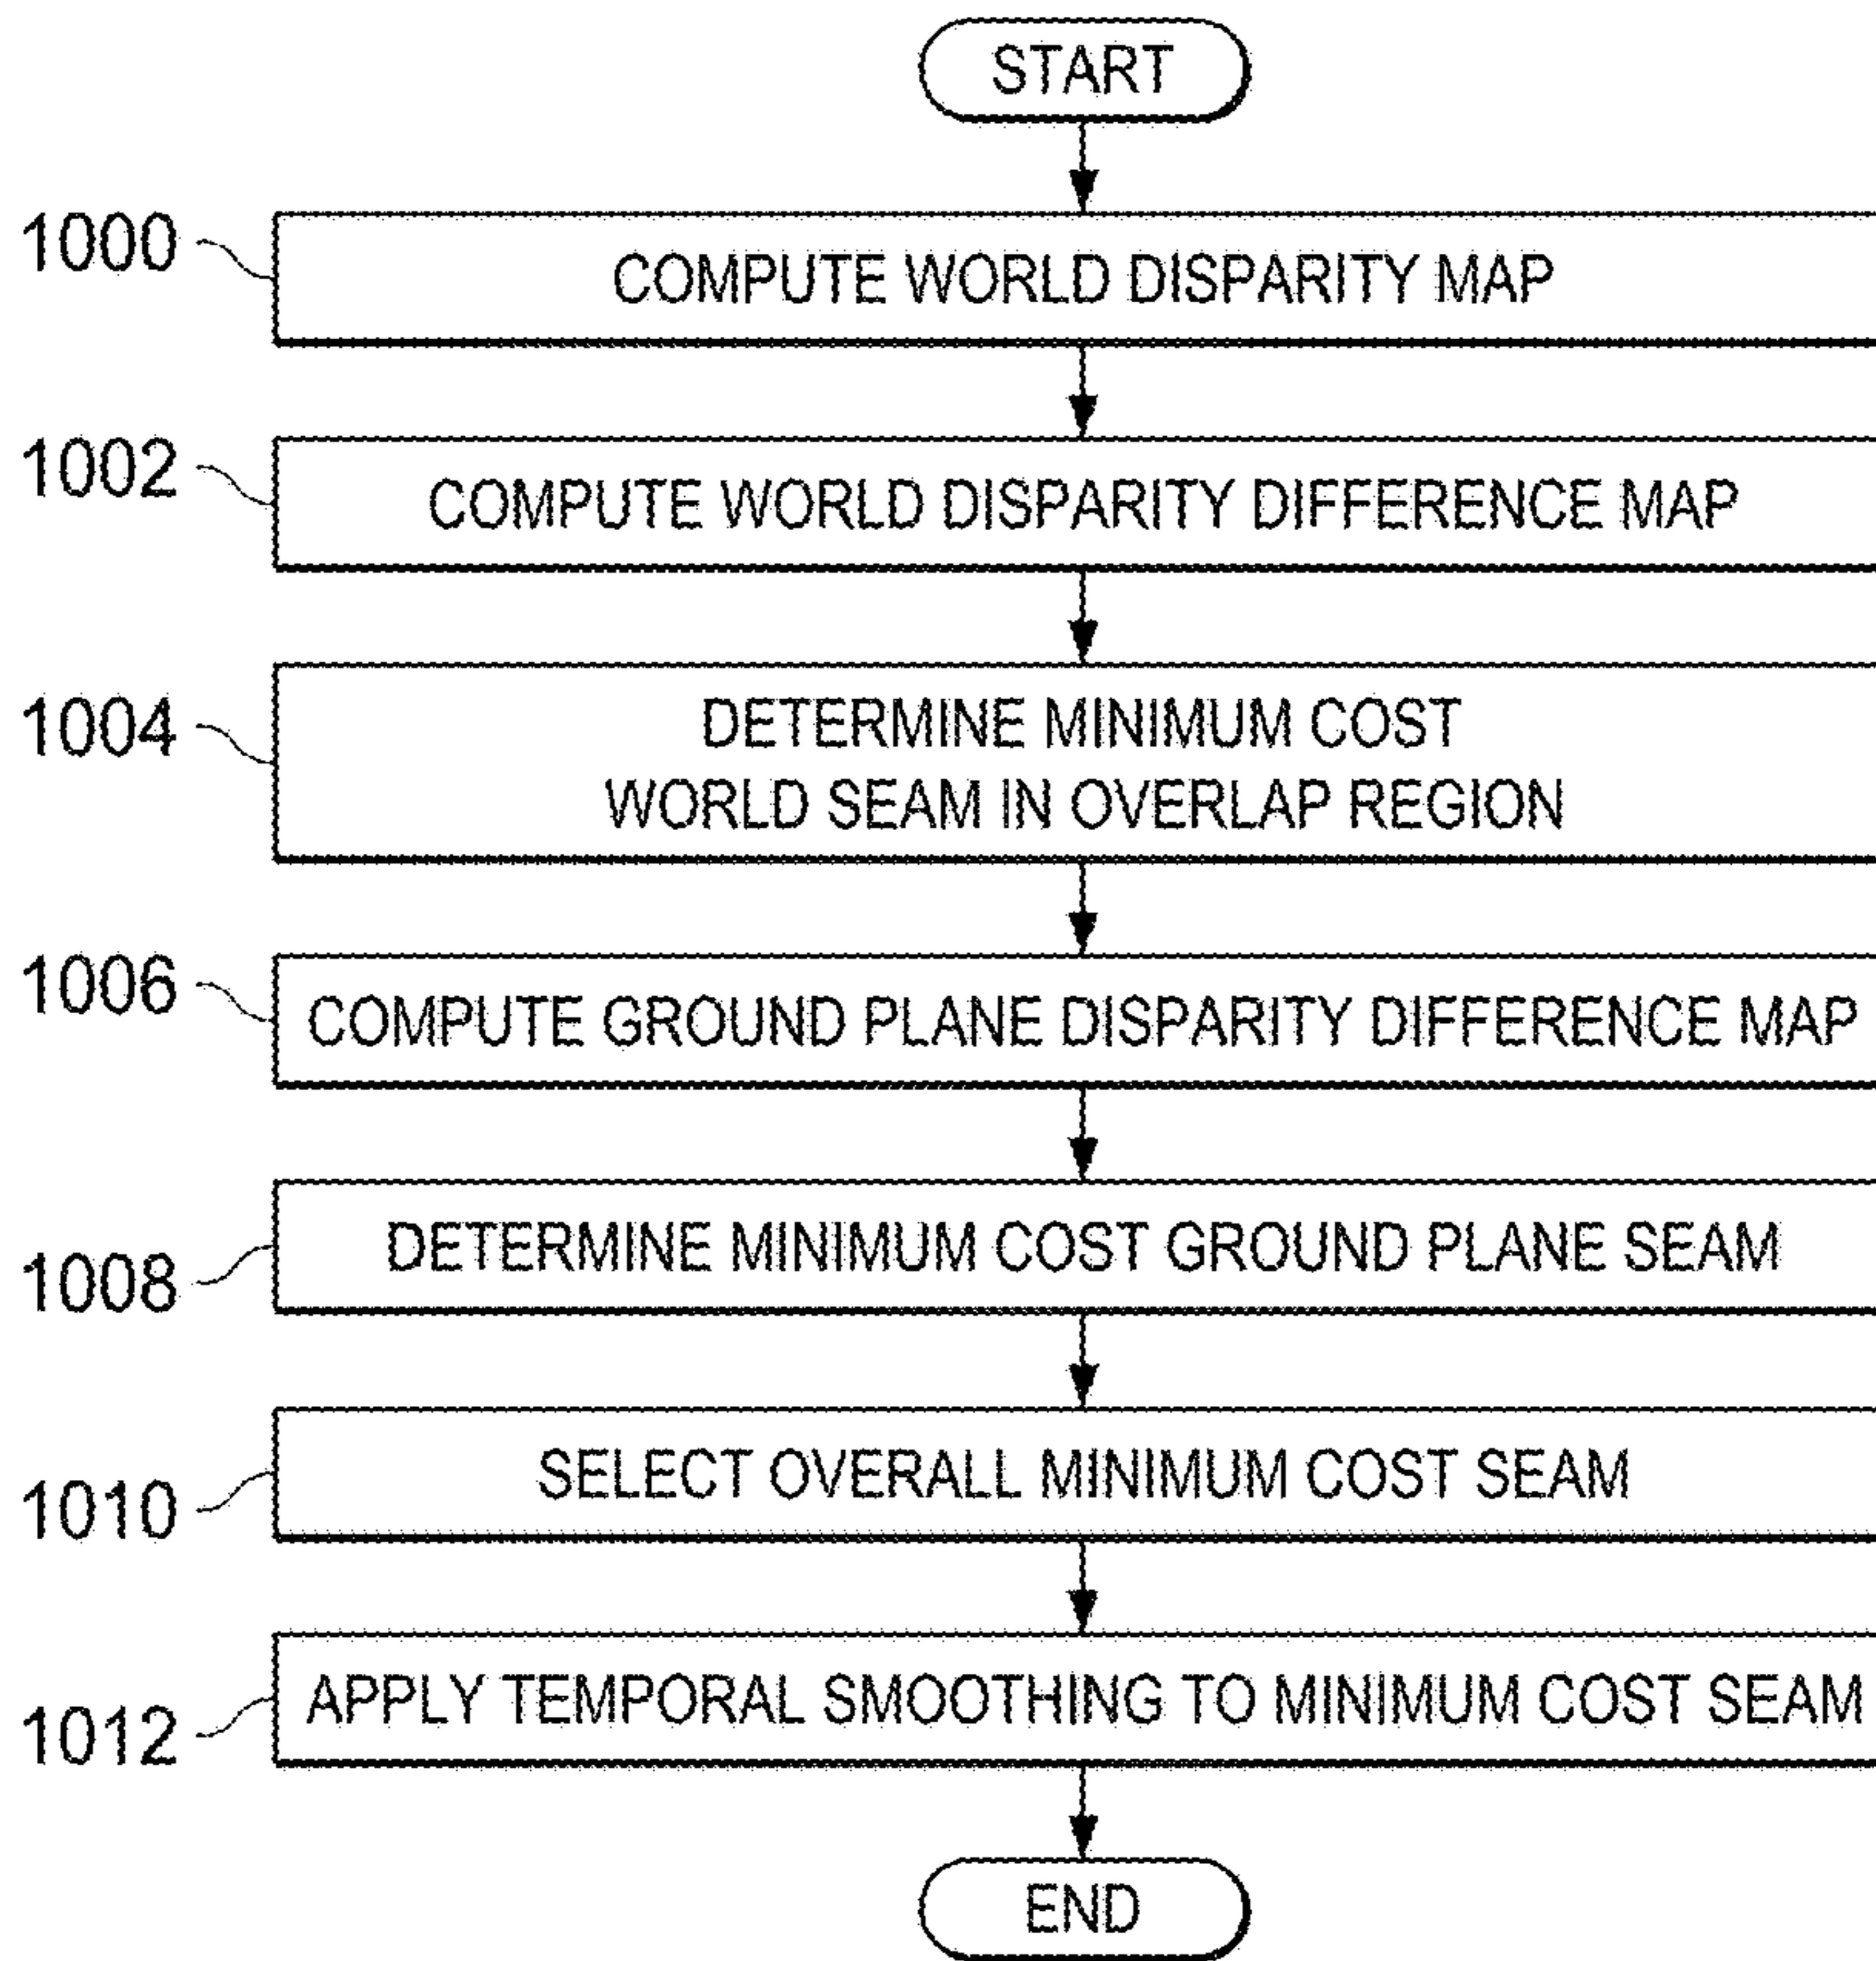 START
1000
COMPUTE WORLD DISPARITY MAP
1002
COMPUTE WORLD DISPARITY DIFFERENCE MAP
1004
DETERMINE MINIMUM COST
WORLD SEAM IN OVERLAP REGION
1006
COMPUTE GROUND PLANE DISPARITY DIFFERENCE MAP
1008
DETERMINE MINIMUM COST GROUND PLANE SEAM
1010
SELECT OVERALL MINIMUM COST SEAM
1012
APPLY TEMPORAL SMOOTHING TO MINIMUM COST SEAM
END